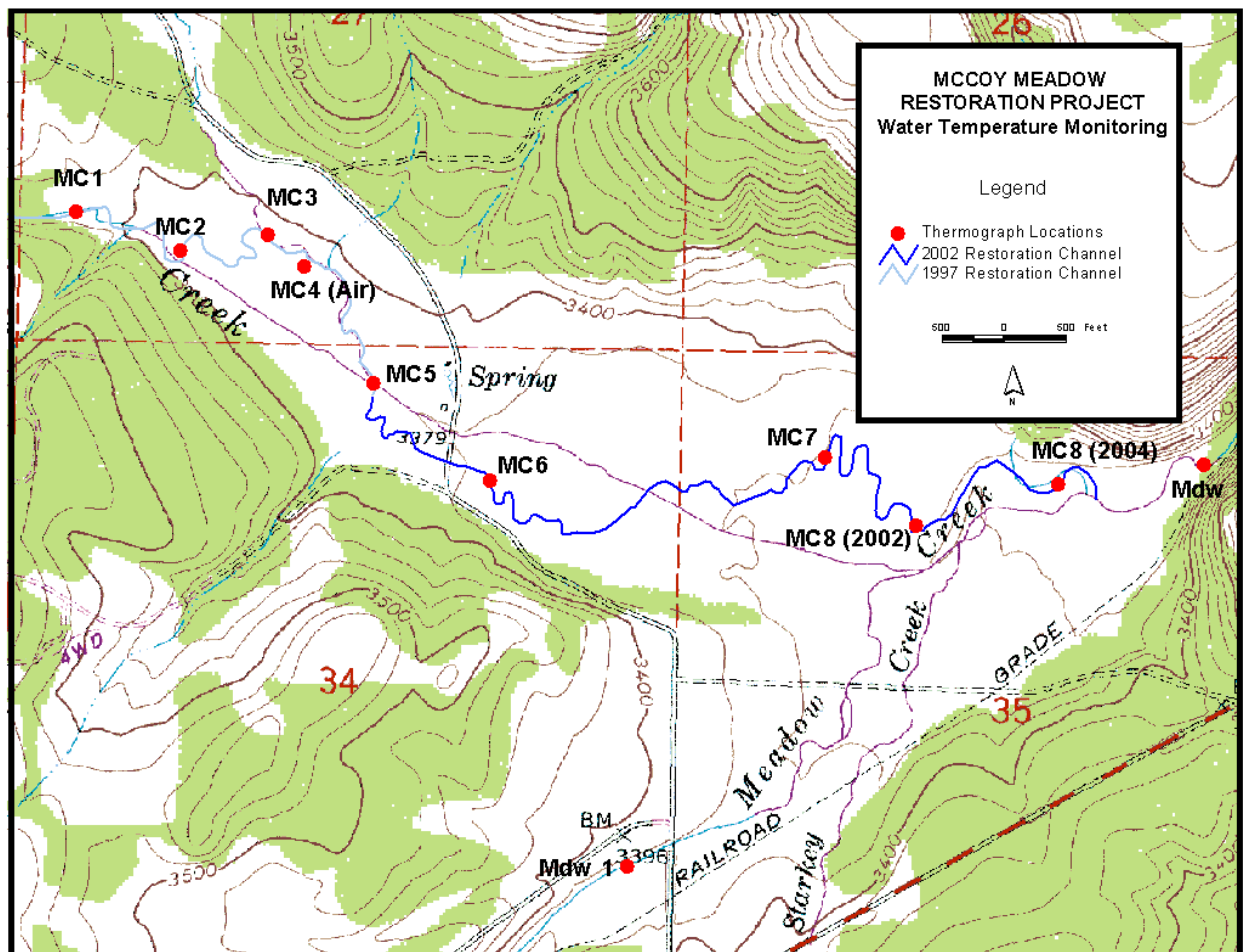 27
26
3500
3600
MCCOY MEADOW
RESTORATION PROJECT
Water Temperature Monitoring
Legend
Thermograph Locations
2002 Restoration Channel
1997 Restoration Channel
500 0 500 Feet
N
MC1
MC2
MC3
MC4 (Air)
Creek
3400
MC5
Spring
3379
MC6
MC7
MC8 (2004)
Mdw
MC8 (2002)
Creek
3400
3500
4WD
34
3400
Meadow
Creek
GRADE
35
BM
3396
Mdw 1
RAILROAD
Starkey
3400
3400
3500